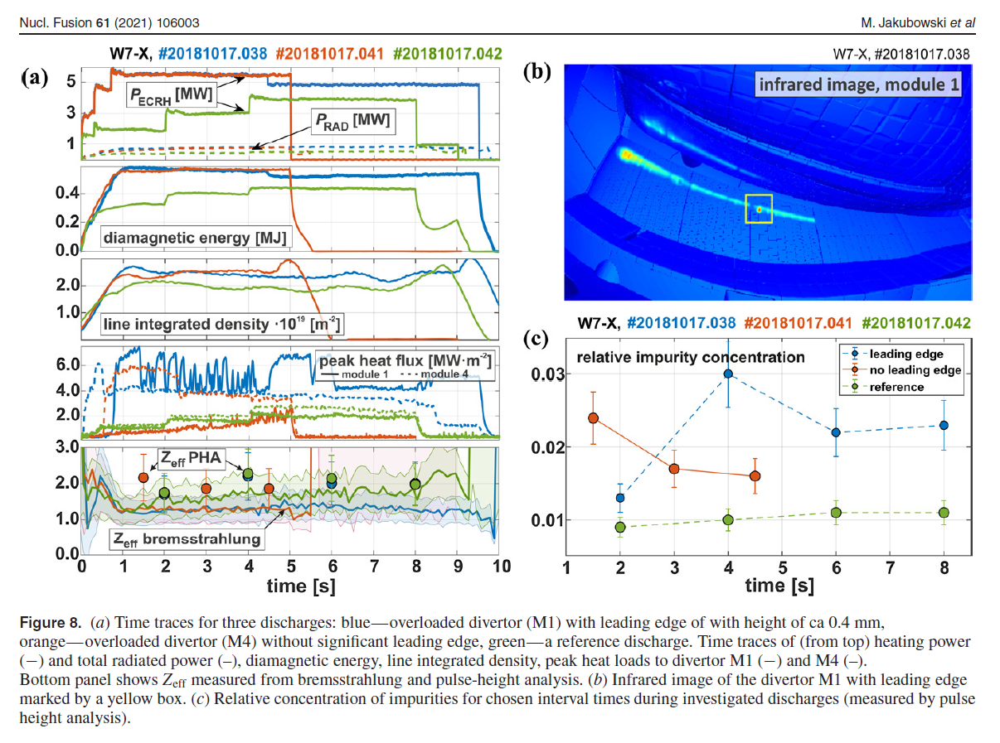 Nucl. Fusion 61 (2021) 106003
M. Jakubowski et al
W7-X, #20181017.038 #20181017.041 #20181017.042
(a)
5
3
1
P_ECRH [MW]
P_RAD [MW]
0.4
0.2
0.0
diamagnetic energy [MJ]
2.0
1.0
line integrated density ·10^19 [m^-2]
6.0
4.0
2.0
peak heat flux [MW·m^-2]
module 1 module 4
3.0
2.0
1.0
0.0
Z_eff PHA
Z_eff bremsstrahlung
0 1 2 3 4 5 6 7 8 9 10
time [s]
(b)
W7-X, #20181017.038
infrared image, module 1
W7-X, #20181017.038 #20181017.041 #20181017.042
(c)
relative impurity concentration
leading edge
no leading edge
reference
0.03
0.02
0.01
1 2 3 4 5 6 7 8
time [s]
Figure 8. (a) Time traces for three discharges: blue—overloaded divertor (M1) with leading edge of with height of ca 0.4 mm,
orange—overloaded divertor (M4) without significant leading edge, green—a reference discharge. Time traces of (from top) heating power
(−) and total radiated power (–), diamagnetic energy, line integrated density, peak heat loads to divertor M1 (−) and M4 (–).
Bottom panel shows Z_eff measured from bremsstrahlung and pulse-height analysis. (b) Infrared image of the divertor M1 with leading edge
marked by a yellow box. (c) Relative concentration of impurities for chosen interval times during investigated discharges (measured by pulse
height analysis).